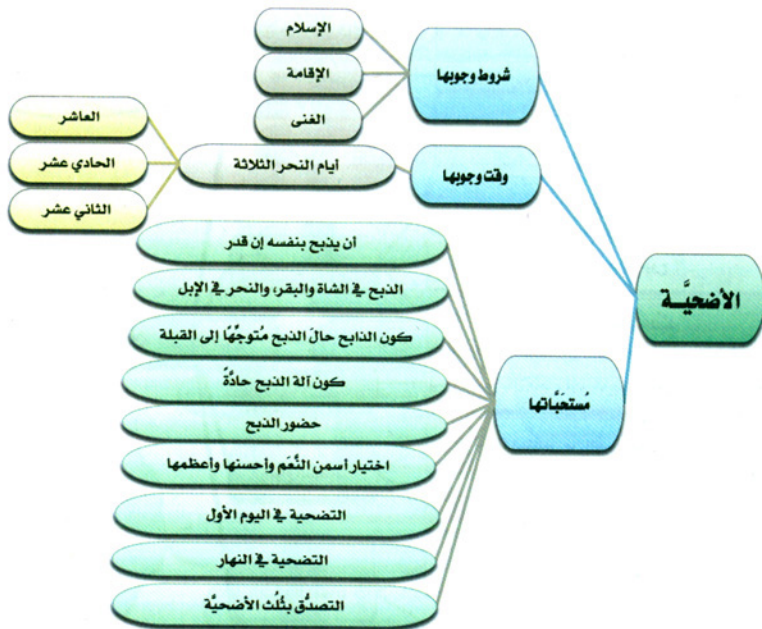 الأضحيَّــة
شروط وجوبها
الإسلام
الإقامة
الغنى
وقت وجوبها
أيام النحر الثلاثة
العاشر
الحادي عشر
الثاني عشر
مُستحَبَّاتها
أن يذبح بنفسه إن قدر
الذبح في الشاة والبقر، والنحر في الإبل
كون الذابح حالَ الذبح مُتوجِّهًا إلى القبلة
كون آلة الذبح حادَّةً
حضور الذبح
اختيار أسمن النَّعَم وأحسنها وأعظمها
التضحية في اليوم الأول
التضحية في النهار
التصدُّق بثُلُث الأضحيَّة